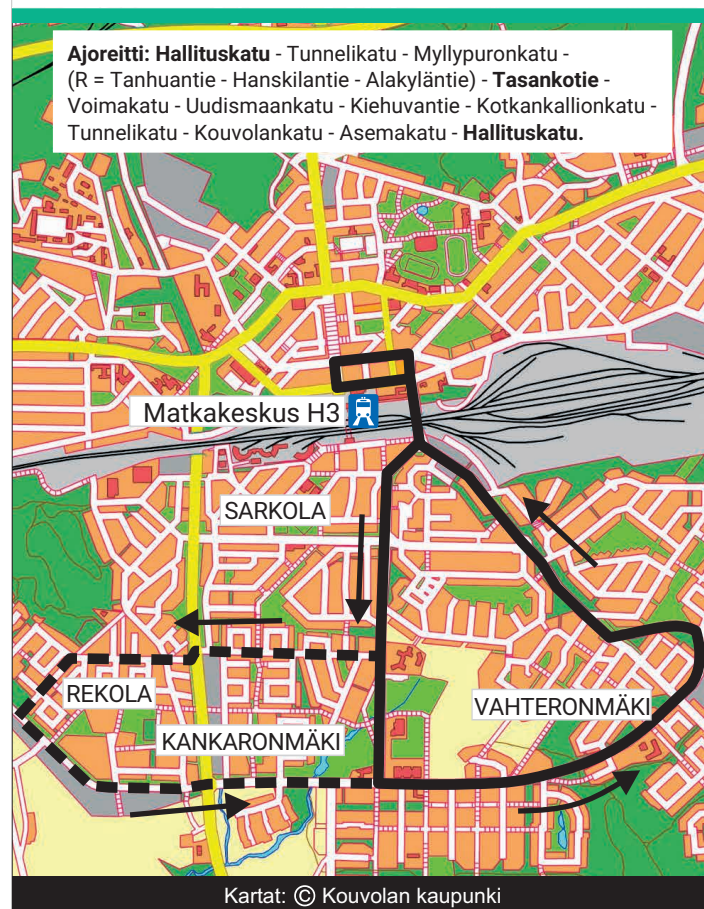 Ajoreitti: Hallituskatu - Tunnelikatu - Myllypuronkatu -
(R = Tanhuantie - Hanskilantie - Alakyläntie) - Tasankotie -
Voimakatu - Uudismaankatu - Kiehuvantie - Kotkankallionkatu -
Tunnelikatu - Kouvolankatu - Asemakatu - Hallituskatu.
Matkakeskus H3
SARKOLA
REKOLA
VAHTERONMÄKI
KANKARONMÄKI
Kartat: © Kouvolan kaupunki